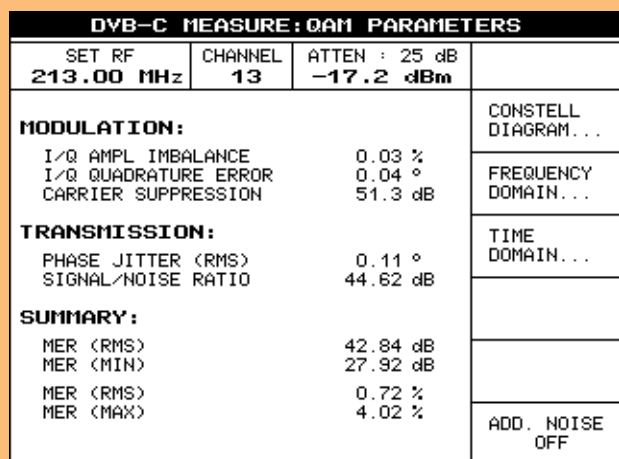 DVB-C MEASURE:QAM PARAMETERS
SET RF CHANNEL ATTEN : 25 dB
213.00 MHz 13 -17.2 dBm
MODULATION:
I/Q AMPL IMBALANCE 0.03 %
I/Q QUADRATURE ERROR 0.04 °
CARRIER SUPPRESSION 51.3 dB
TRANSMISSION:
PHASE JITTER (RMS) 0.11 °
SIGNAL/NOISE RATIO 44.62 dB
SUMMARY:
MER (RMS) 42.84 dB
MER (MIN) 27.92 dB
MER (RMS) 0.72 %
MER (MAX) 4.02 %
CONSTELL
DIAGRAM...
FREQUENCY
DOMAIN...
TIME
DOMAIN...
ADD. NOISE
OFF